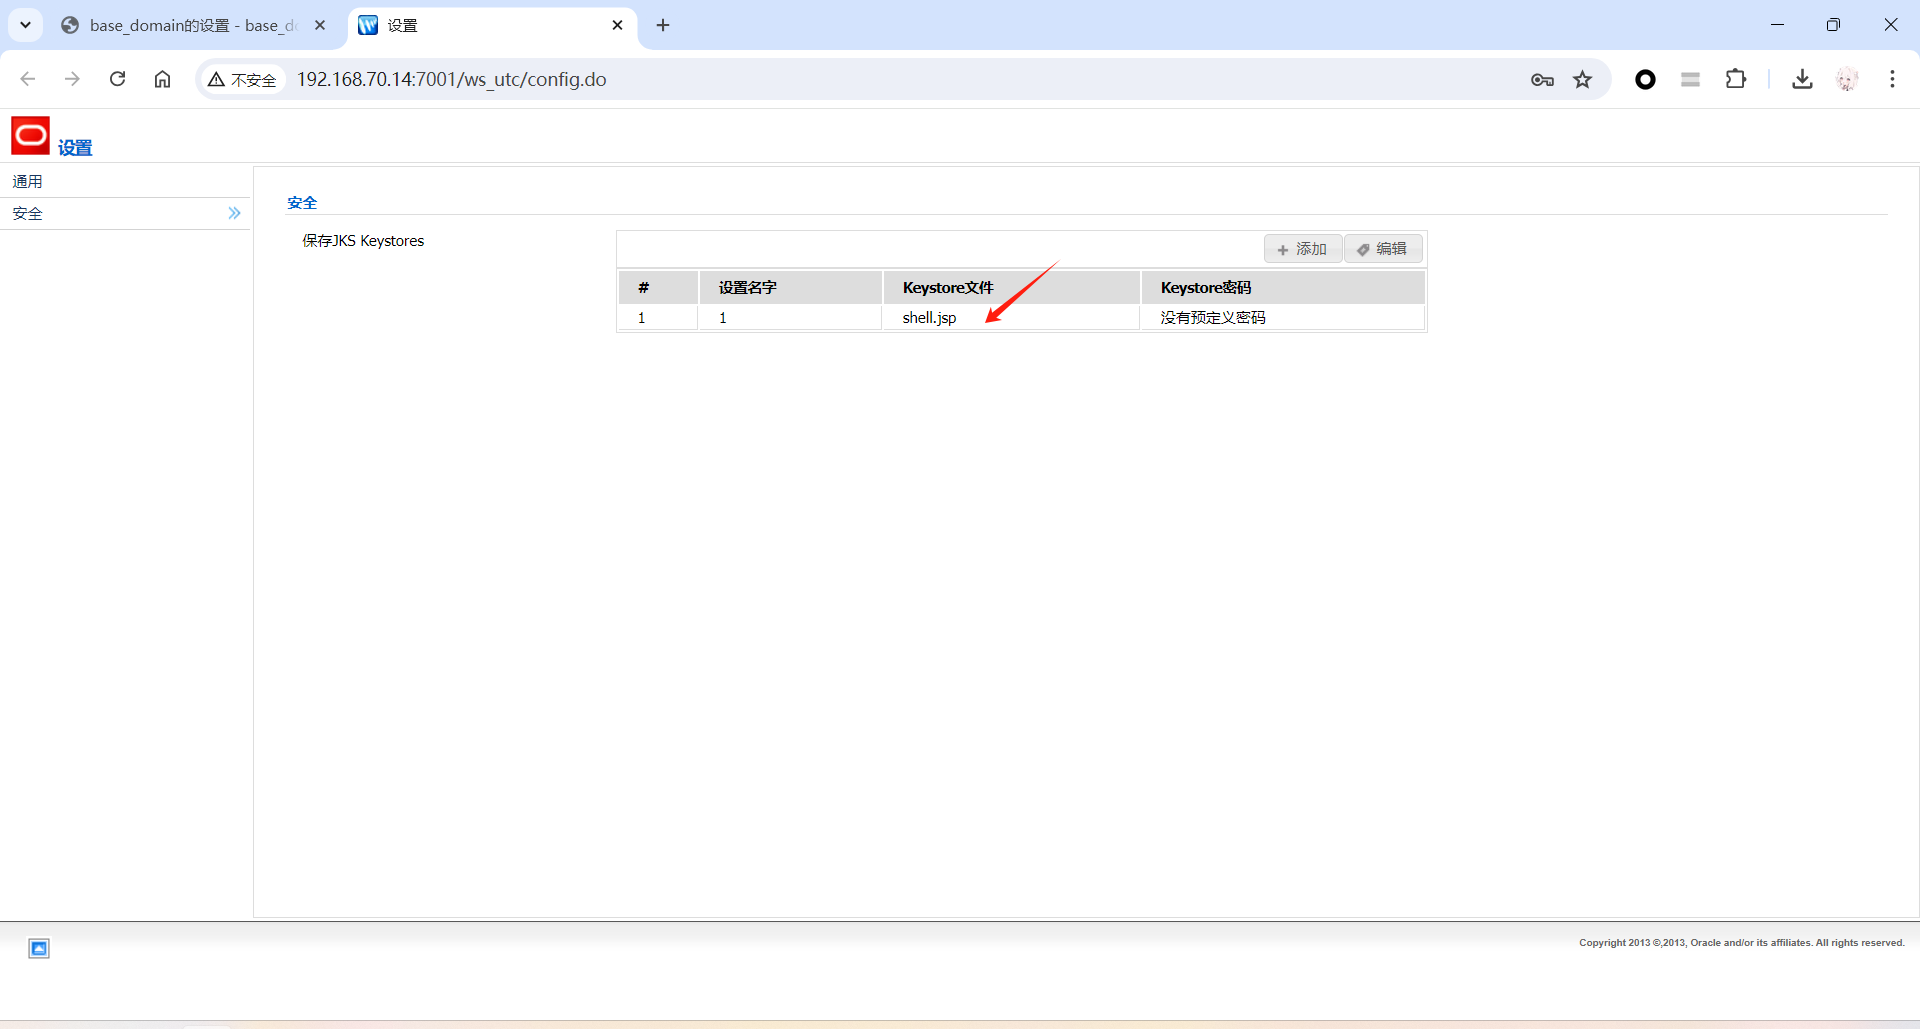 base_domain的设置 - base_do
设置
不安全
192.168.70.14:7001/ws_utc/config.do
设置
通用
安全
安全
保存JKS Keystores
添加
编辑
# 设置名字 Keystore文件 Keystore密码
1 1 shell.jsp 没有预定义密码
Copyright 2013 ©,2013, Oracle and/or its affiliates. All rights reserved.